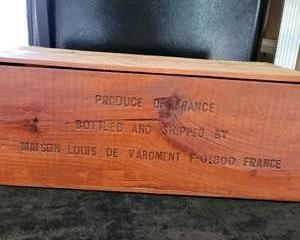 PRODUCE OF FRANCE
BOTTLED AND SHIPPED BY
MAISON LOUIS DE VAROMENT F-01800 FRANCE